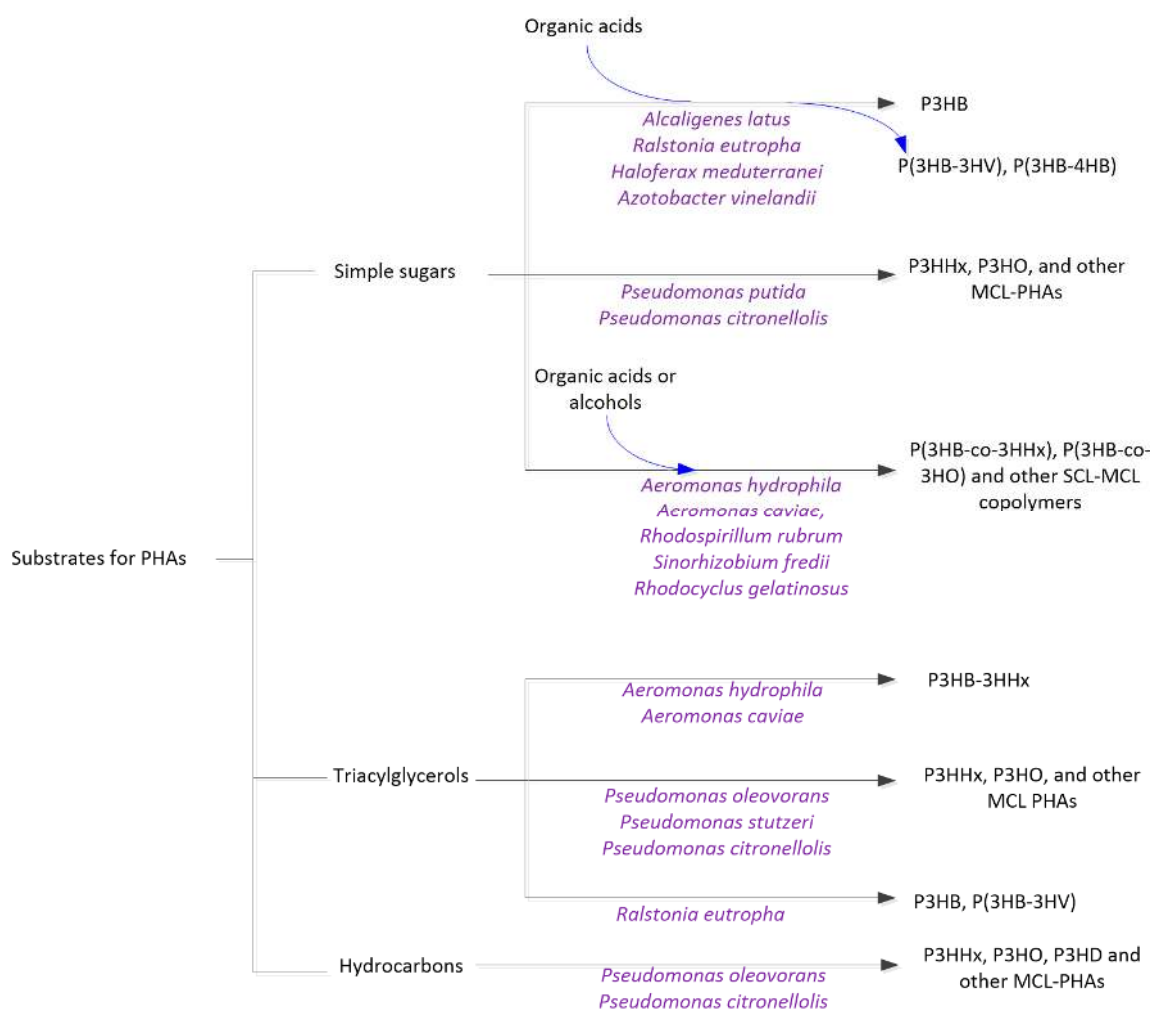 Organic acids
P3HB
Alcaligenes latus
Ralstonia eutropha
Haloferax meduterranei
Azotobacter vinelandii
P(3HB-3HV), P(3HB-4HB)
Simple sugars
P3HHx, P3HO, and other
MCL-PHAs
Pseudomonas putida
Pseudomonas citronellolis
Organic acids or
alcohols
P(3HB-co-3HHx), P(3HB-co-
3HO) and other SCL-MCL
copolymers
Aeromonas hydrophila
Aeromonas caviae,
Rhodospirillum rubrum
Sinorhizobium fredii
Rhodocyclus gelatinosus
Substrates for PHAs
P3HB-3HHx
Aeromonas hydrophila
Aeromonas caviae
Triacylglycerols
P3HHx, P3HO, and other
MCL PHAs
Pseudomonas oleovorans
Pseudomonas stutzeri
Pseudomonas citronellolis
P3HB, P(3HB-3HV)
Ralstonia eutropha
Hydrocarbons
P3HHx, P3HO, P3HD and
other MCL-PHAs
Pseudomonas oleovorans
Pseudomonas citronellolis